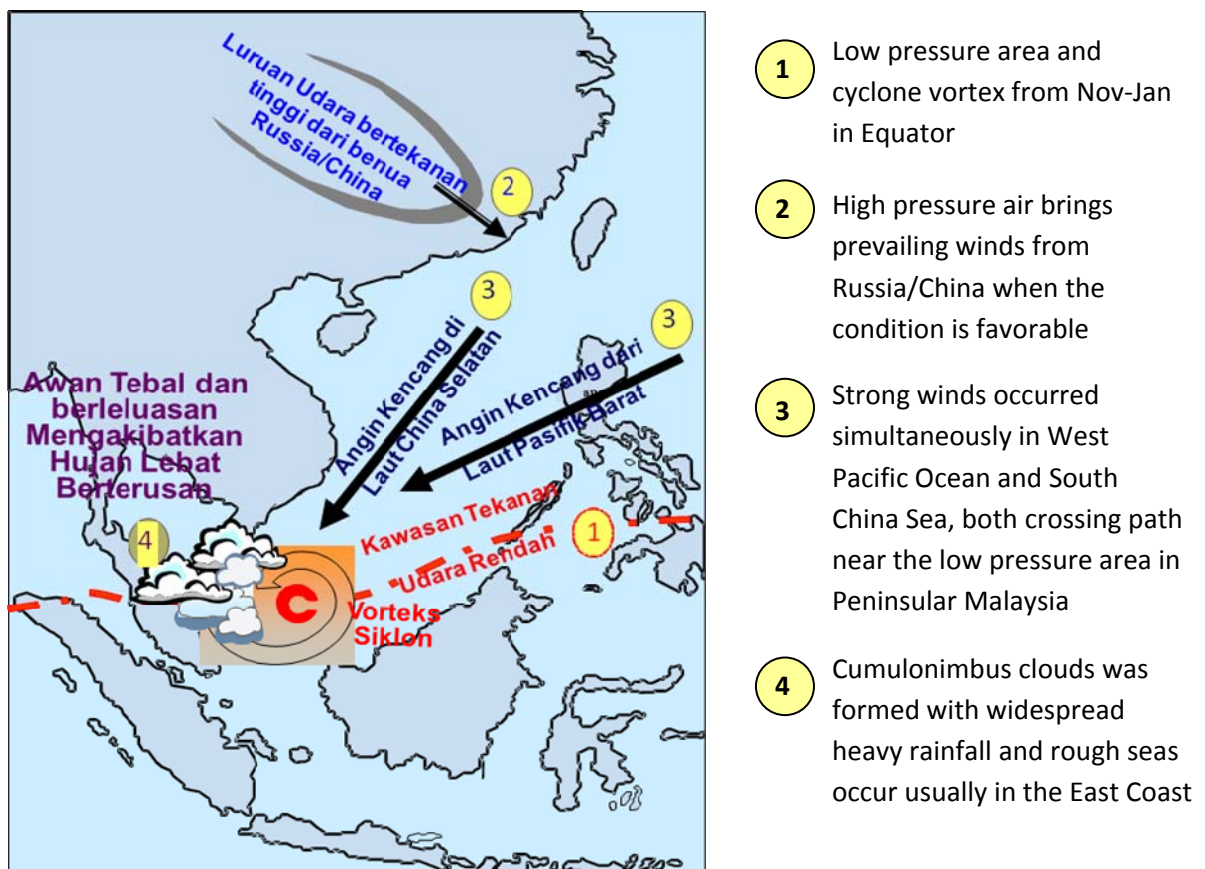 Luruan Udara bertekanan
tinggi dari benua
Russia/China
2
3
3
Angin Kencang di
Laut China Selatan
Angin Kencang dari
Laut Pasifik Barat
Awan Tebal dan
berleluasan
Mengakibatkan
Hujan Lebat
Berterusan
4
Kawasan Tekanan
Udara Rendah
1
C
Vorteks
Siklon
1
Low pressure area and
cyclone vortex from Nov-Jan
in Equator
2
High pressure air brings
prevailing winds from
Russia/China when the
condition is favorable
3
Strong winds occurred
simultaneously in West
Pacific Ocean and South
China Sea, both crossing path
near the low pressure area in
Peninsular Malaysia
4
Cumulonimbus clouds was
formed with widespread
heavy rainfall and rough seas
occur usually in the East Coast